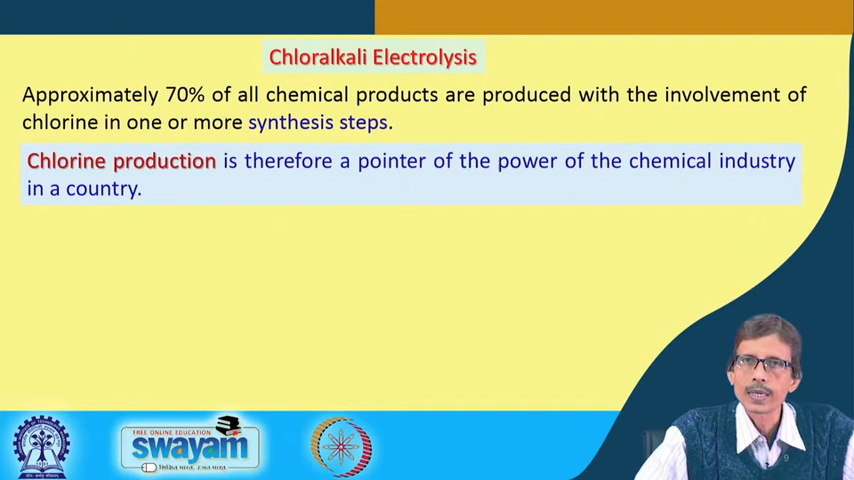 Chloralkali Electrolysis
Approximately 70% of all chemical products are produced with the involvement of
chlorine in one or more synthesis steps.
Chlorine production is therefore a pointer of the power of the chemical industry
in a country.
FREE ONLINE EDUCATION
swayam
9